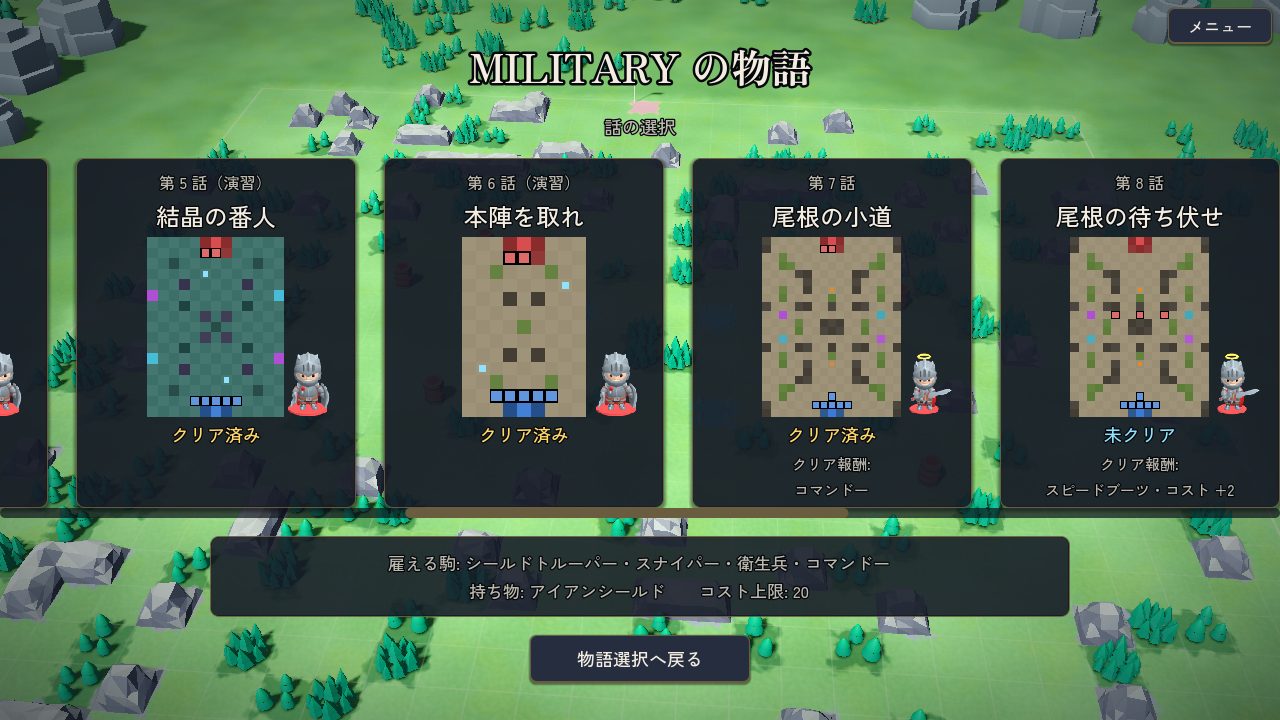 メニュー
MILITARY の物語
話の選択
第 5 話（演習）
結晶の番人
クリア済み
第 6 話（演習）
本陣を取れ
クリア済み
第 7 話
尾根の小道
クリア済み
クリア報酬:
コマンドー
第 8 話
尾根の待ち伏せ
未クリア
クリア報酬:
スピードブーツ・コスト +2
雇える駒: シールドトルーパー・スナイパー・衛生兵・コマンドー
持ち物: アイアンシールド　　コスト上限: 20
物語選択へ戻る